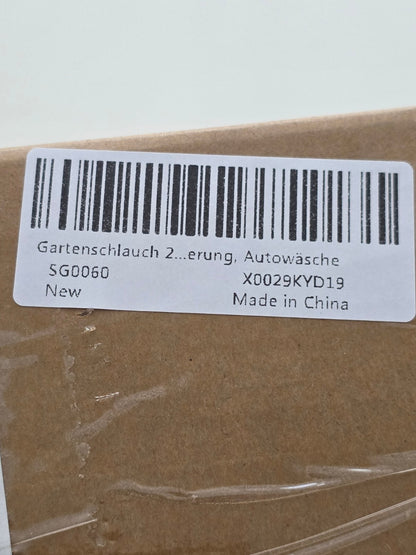 Gartenschlauch 2...erung, Autowäsche
SG0060 X0029KYD19
New Made in China